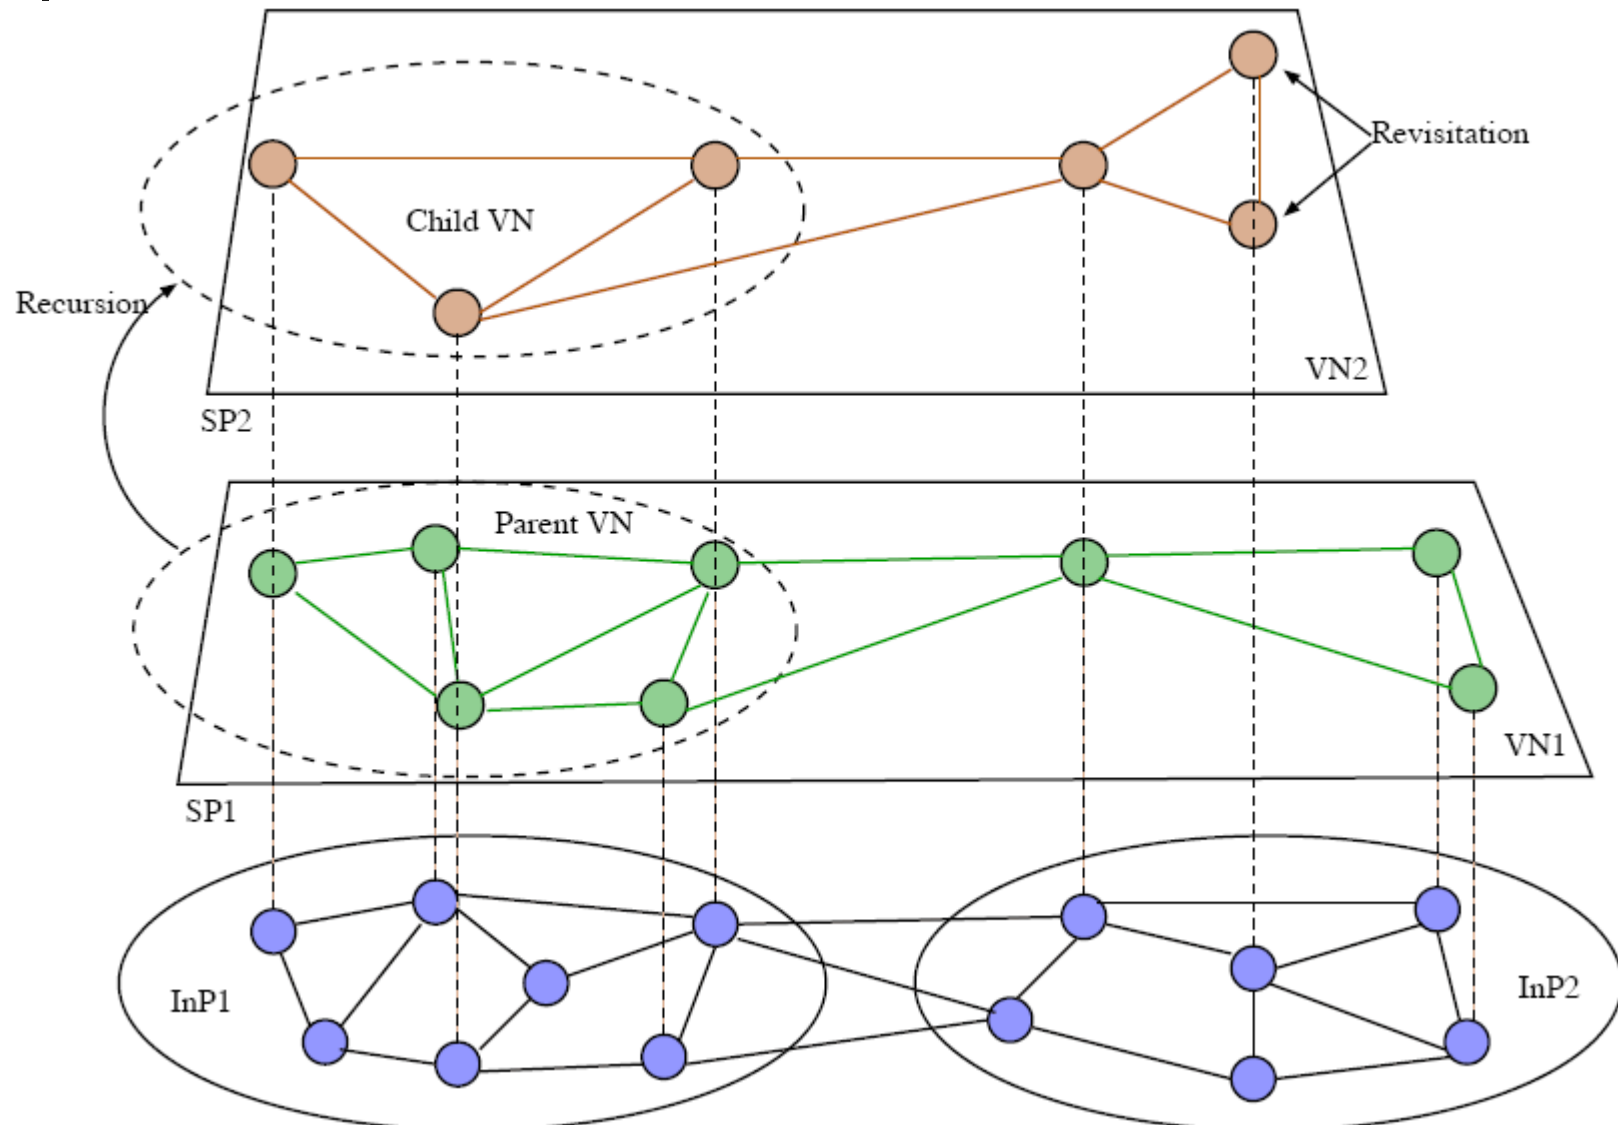 Revisitation
Child VN
Recursion
VN2
SP2
Parent VN
VN1
SP1
InP1
InP2